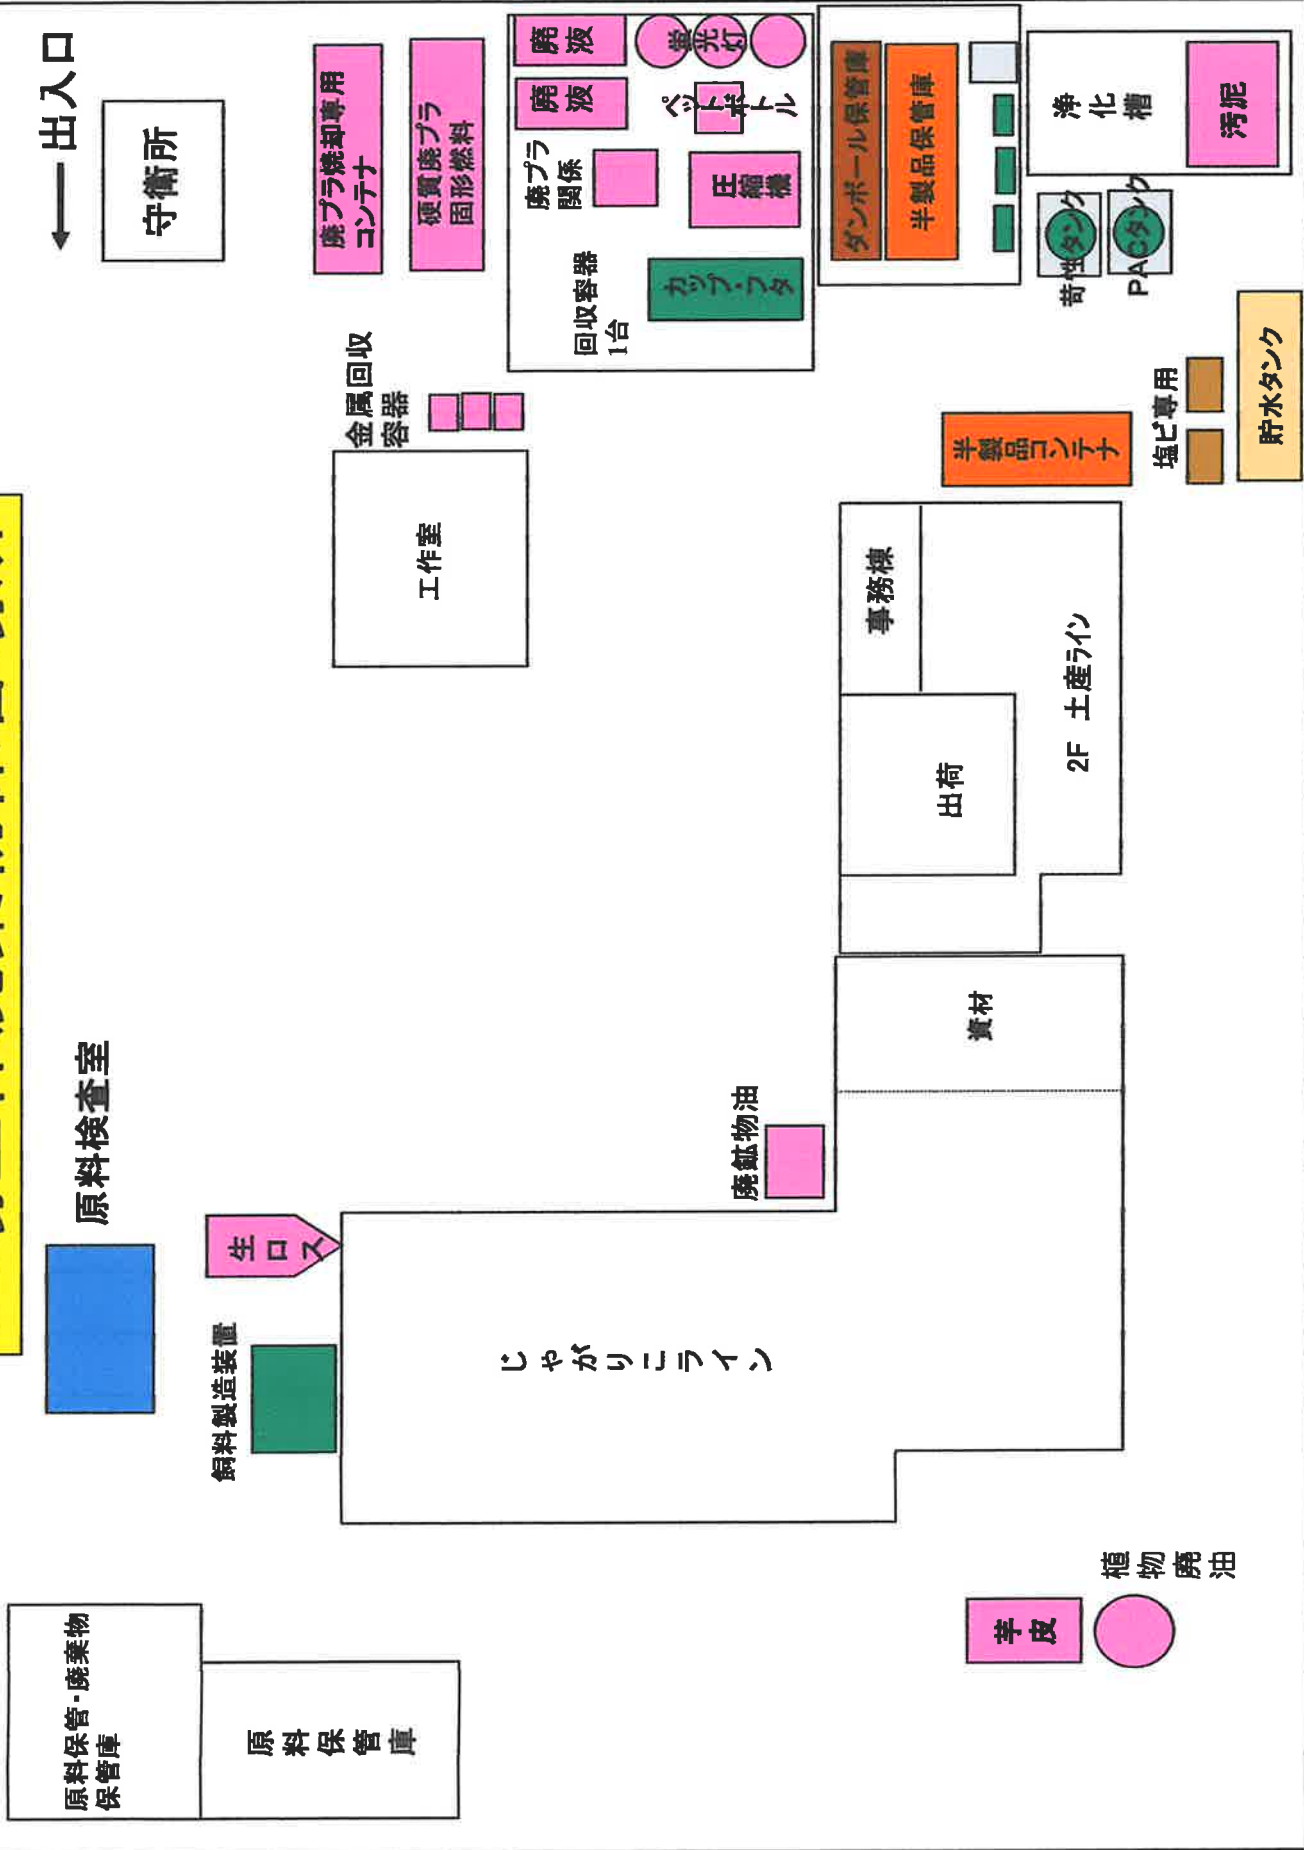 ← 出入口
原料検査室
守衛所
原料保管・廃棄物
保管庫
原料保管庫
飼料製造装置
生ロス
廃プラ焼却専用
コンテナ
金属回収
容器
硬質廃プラ
固形燃料
工作室
じゃがりこライン
廃液
廃液
廃プラ
関係
回収容器
1台
蛍光灯
ペットボトル
圧縮機
カップ・フタ
廃鉱物油
ダンボール保管庫
半製品保管庫
事務棟
出荷
資材
半製品コンテナ
2F 土産ライン
芋皮
植物廃油
浄化槽
汚泥
苛性タンク
PACタンク
塩ビ専用
貯水タンク